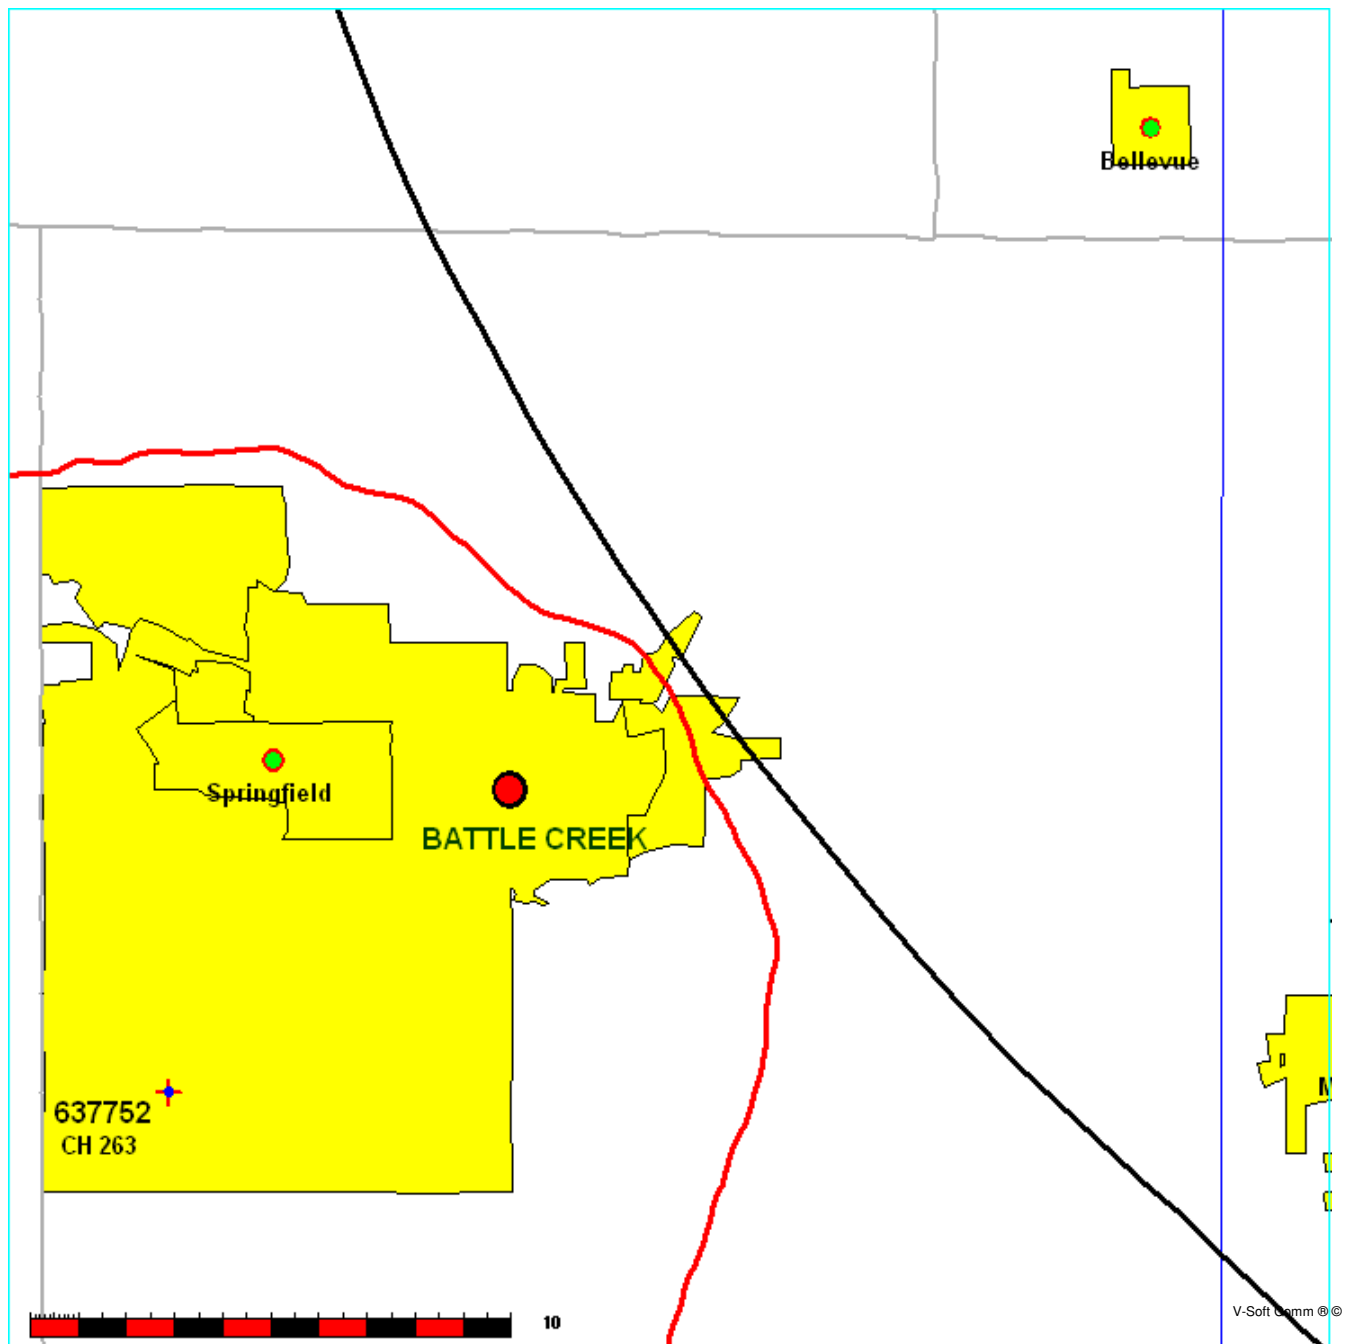 Bellevue
Springfield
BATTLE CREEK
M
637752
CH 263
10
V-Soft Comm ® ©